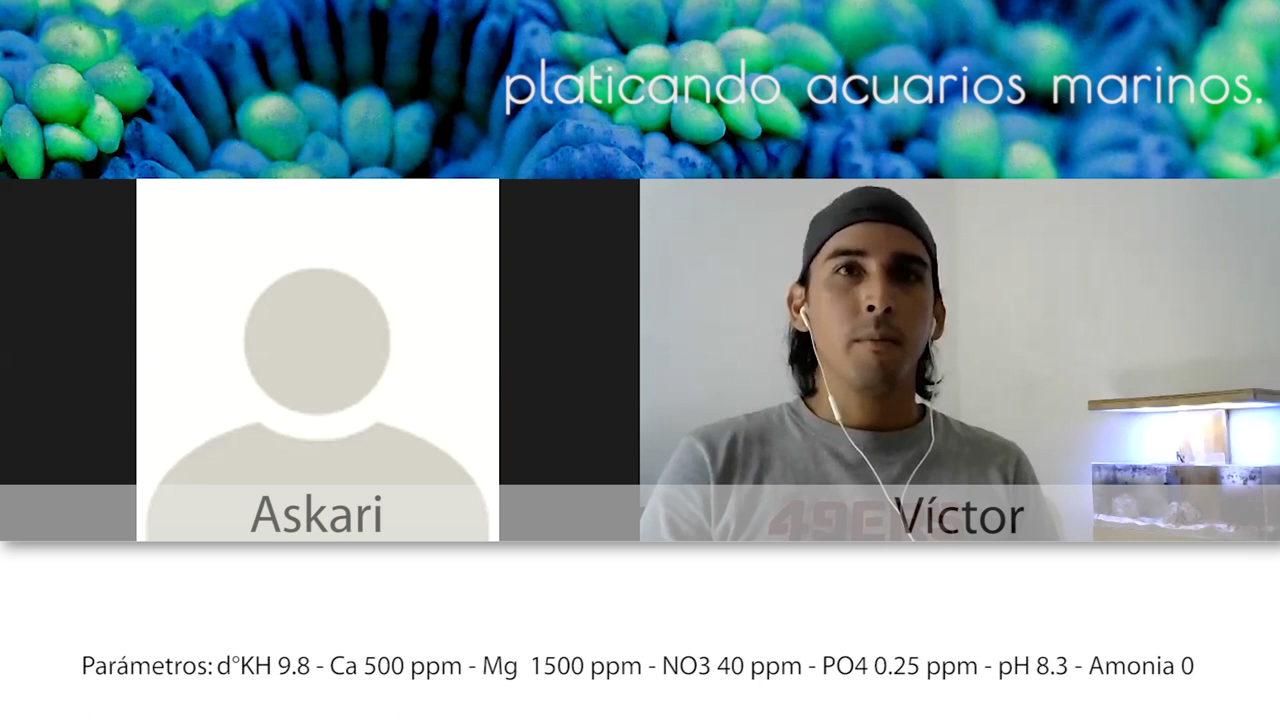 platicando acuarios marinos.
Askari
Víctor
49E
Parámetros: d°KH 9.8 - Ca 500 ppm - Mg 1500 ppm - NO3 40 ppm - PO4 0.25 ppm - pH 8.3 - Amonia 0